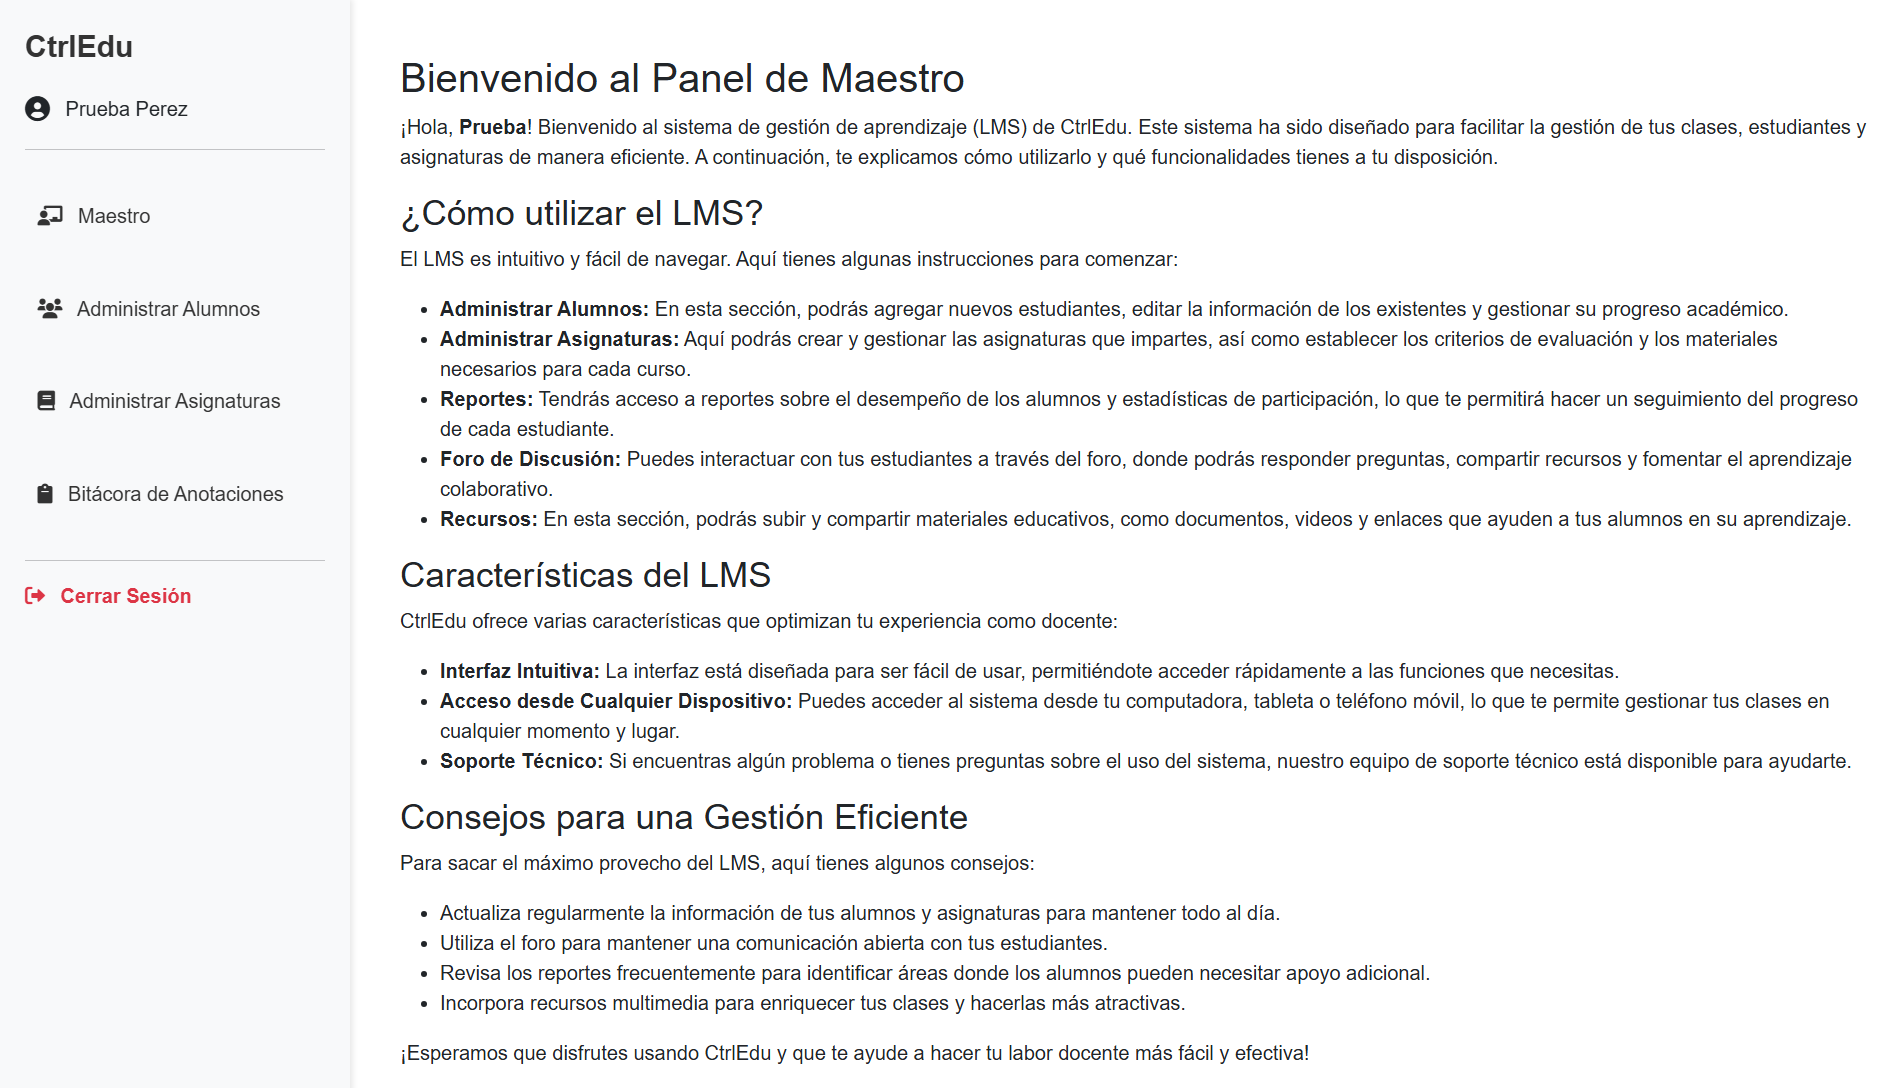 CtrlEdu
Prueba Perez
Maestro
Administrar Alumnos
Administrar Asignaturas
Bitácora de Anotaciones
Cerrar Sesión
Bienvenido al Panel de Maestro
¡Hola, Prueba! Bienvenido al sistema de gestión de aprendizaje (LMS) de CtrlEdu. Este sistema ha sido diseñado para facilitar la gestión de tus clases, estudiantes y
asignaturas de manera eficiente. A continuación, te explicamos cómo utilizarlo y qué funcionalidades tienes a tu disposición.
¿Cómo utilizar el LMS?
El LMS es intuitivo y fácil de navegar. Aquí tienes algunas instrucciones para comenzar:
• Administrar Alumnos: En esta sección, podrás agregar nuevos estudiantes, editar la información de los existentes y gestionar su progreso académico.
• Administrar Asignaturas: Aquí podrás crear y gestionar las asignaturas que impartes, así como establecer los criterios de evaluación y los materiales
necesarios para cada curso.
• Reportes: Tendrás acceso a reportes sobre el desempeño de los alumnos y estadísticas de participación, lo que te permitirá hacer un seguimiento del progreso
de cada estudiante.
• Foro de Discusión: Puedes interactuar con tus estudiantes a través del foro, donde podrás responder preguntas, compartir recursos y fomentar el aprendizaje
colaborativo.
• Recursos: En esta sección, podrás subir y compartir materiales educativos, como documentos, videos y enlaces que ayuden a tus alumnos en su aprendizaje.
Características del LMS
CtrlEdu ofrece varias características que optimizan tu experiencia como docente:
• Interfaz Intuitiva: La interfaz está diseñada para ser fácil de usar, permitiéndote acceder rápidamente a las funciones que necesitas.
• Acceso desde Cualquier Dispositivo: Puedes acceder al sistema desde tu computadora, tableta o teléfono móvil, lo que te permite gestionar tus clases en
cualquier momento y lugar.
• Soporte Técnico: Si encuentras algún problema o tienes preguntas sobre el uso del sistema, nuestro equipo de soporte técnico está disponible para ayudarte.
Consejos para una Gestión Eficiente
Para sacar el máximo provecho del LMS, aquí tienes algunos consejos:
• Actualiza regularmente la información de tus alumnos y asignaturas para mantener todo al día.
• Utiliza el foro para mantener una comunicación abierta con tus estudiantes.
• Revisa los reportes frecuentemente para identificar áreas donde los alumnos pueden necesitar apoyo adicional.
• Incorpora recursos multimedia para enriquecer tus clases y hacerlas más atractivas.
¡Esperamos que disfrutes usando CtrlEdu y que te ayude a hacer tu labor docente más fácil y efectiva!